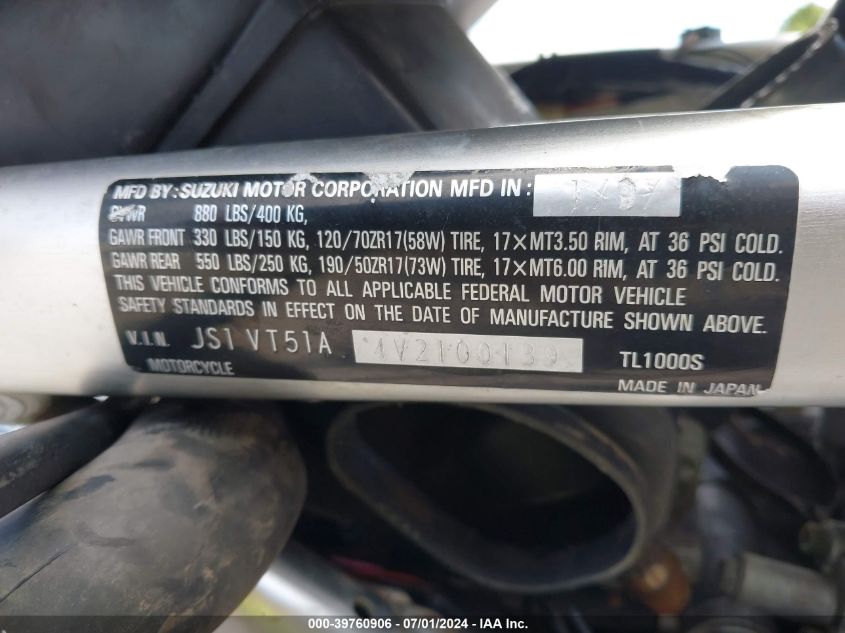 MFD BY: SUZUKI MOTOR CORPORATION MFD IN: 7/97
GVWR 880 LBS/400 KG,
GAWR FRONT 330 LBS/150 KG, 120/70ZR17(58W) TIRE, 17×MT3.50 RIM, AT 36 PSI COLD.
GAWR REAR 550 LBS/250 KG, 190/50ZR17(73W) TIRE, 17×MT6.00 RIM, AT 36 PSI COLD.
THIS VEHICLE CONFORMS TO ALL APPLICABLE FEDERAL MOTOR VEHICLE
SAFETY STANDARDS IN EFFECT ON THE DATE OF MANUFACTURE SHOWN ABOVE.
V.I.N. JS1VT51A 4V2100139 TL1000S
MOTORCYCLE MADE IN JAPAN
000-39760906 - 07/01/2024 - IAA Inc.